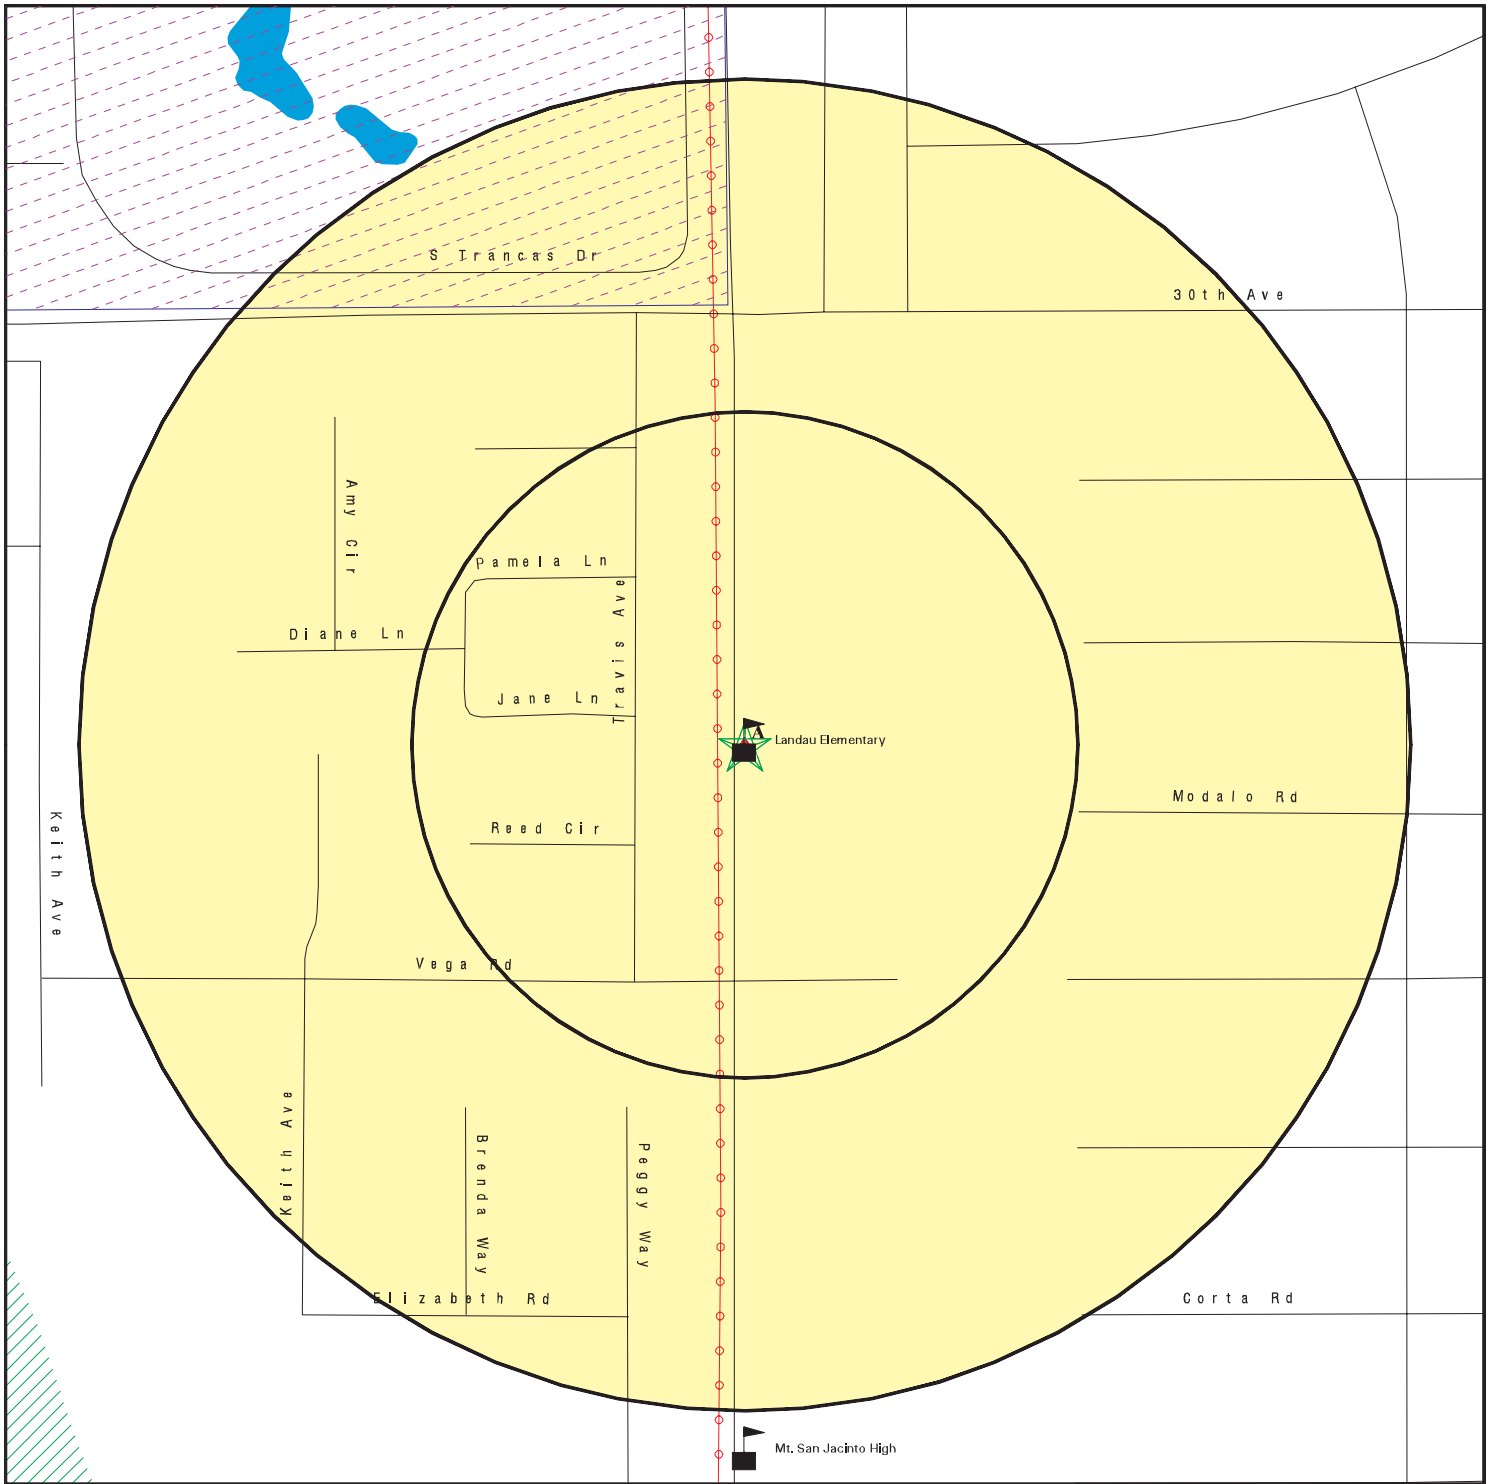 S Trancas Dr
30th Ave
Amy Cir
Pamela Ln
Travis Ave
Diane Ln
Jane Ln
A
Landau Elementary
Modalo Rd
Keith Ave
Reed Cir
Vega Rd
Keith Ave
Brenda Way
Peggy Way
Elizabeth Rd
Corta Rd
Mt. San Jacinto High